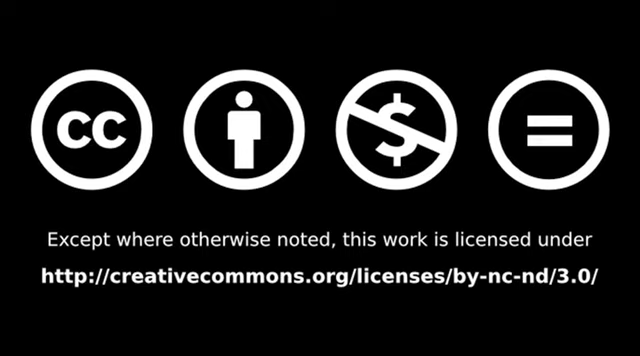 cc
$
=
Except where otherwise noted, this work is licensed under
http://creativecommons.org/licenses/by-nc-nd/3.0/